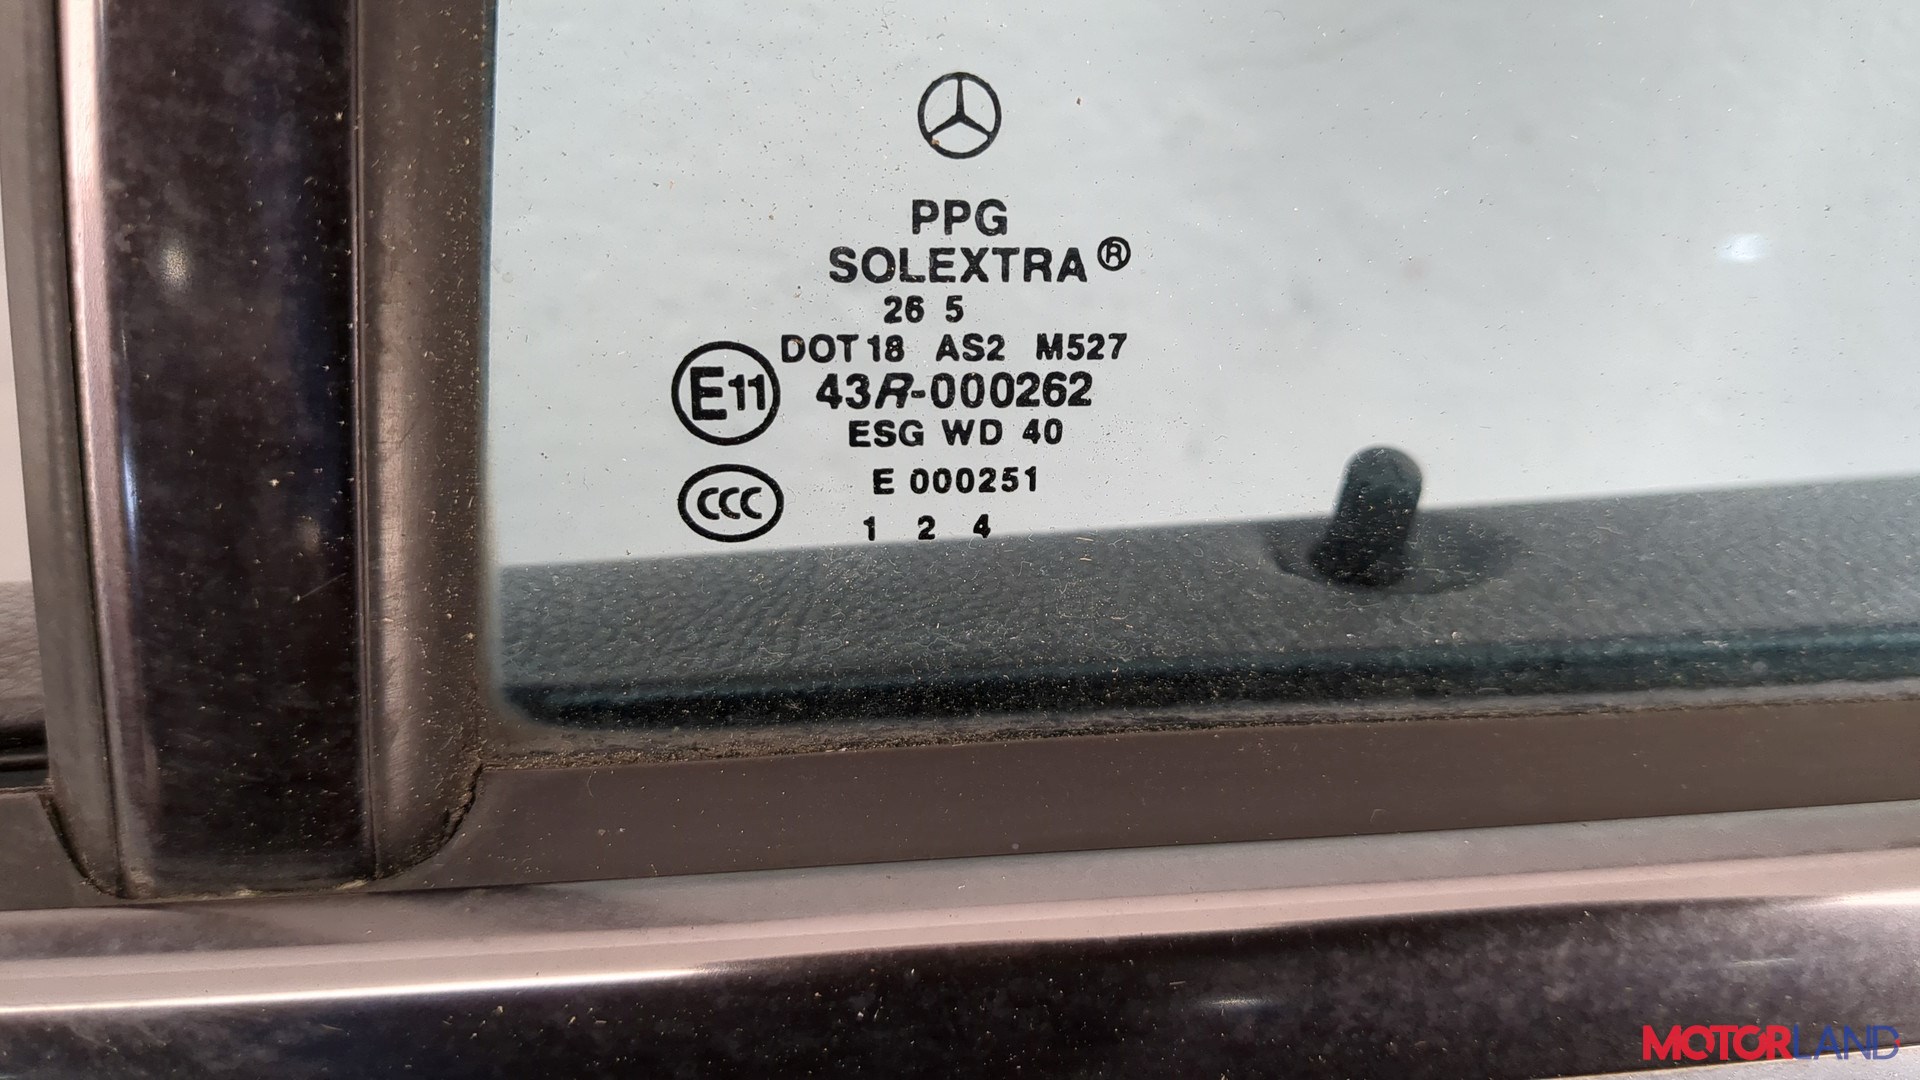 PPG
SOLEXTRA®
26 5
DOT 18 AS2 M527
E11 43R-000262
ESG WD 40
CCC E 000251
1 2 4
MOTORLAND